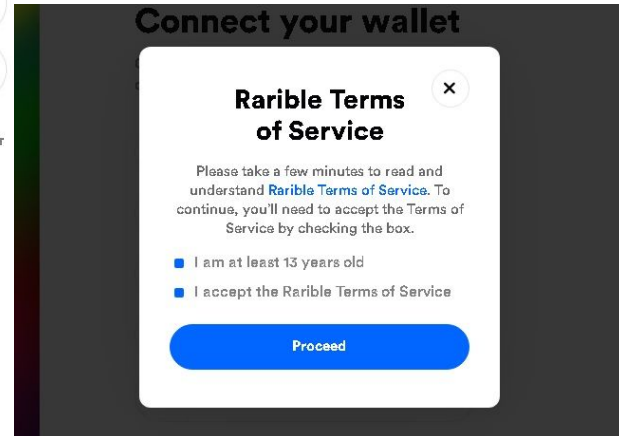 Connect your wallet
Rarible Terms
of Service
Please take a few minutes to read and
understand Rarible Terms of Service. To
continue, you'll need to accept the Terms of
Service by checking the box.
I am at least 13 years old
I accept the Rarible Terms of Service
Proceed